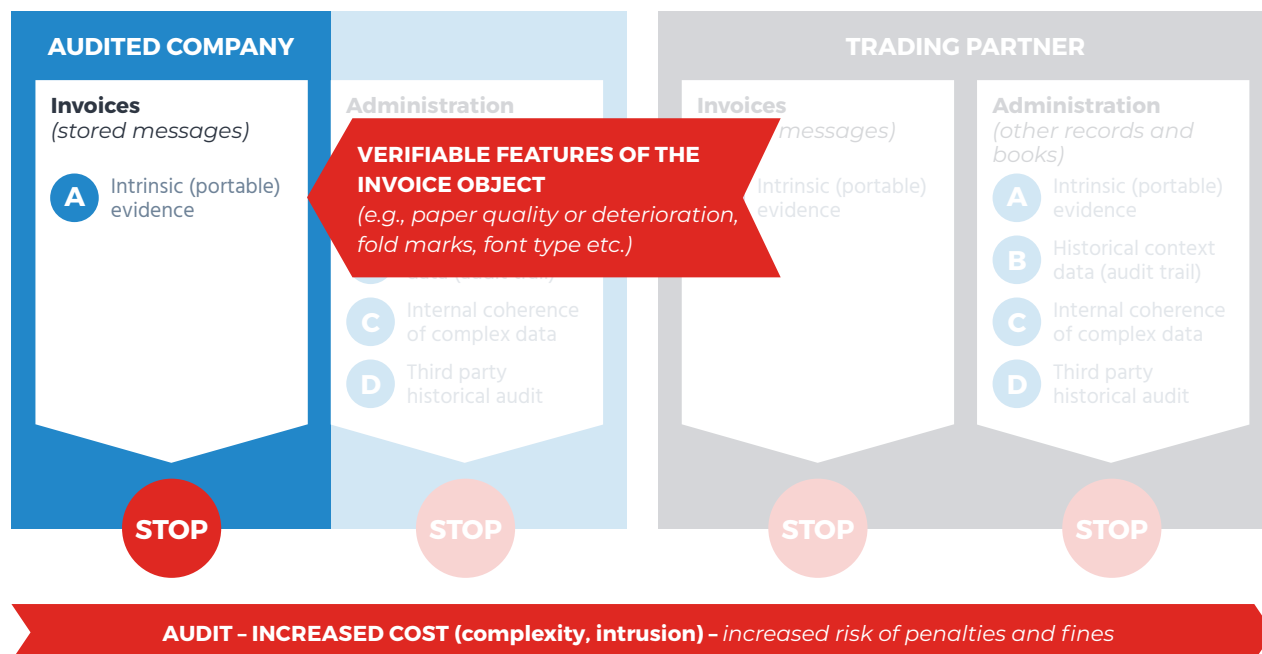 AUDITED COMPANY
Invoices
(stored messages)
A
Intrinsic (portable)
evidence
STOP
Administration
VERIFIABLE FEATURES OF THE
INVOICE OBJECT
(e.g., paper quality or deterioration,
fold marks, font type etc.)
data (audit trail)
C
Internal coherence
of complex data
D
Third party
historical audit
STOP
TRADING PARTNER
Invoices
messages)
Intrinsic (portable)
evidence
STOP
Administration
(other records and
books)
A
Intrinsic (portable)
evidence
B
Historical context
data (audit trail)
C
Internal coherence
of complex data
D
Third party
historical audit
STOP
AUDIT – INCREASED COST (complexity, intrusion) – increased risk of penalties and fines